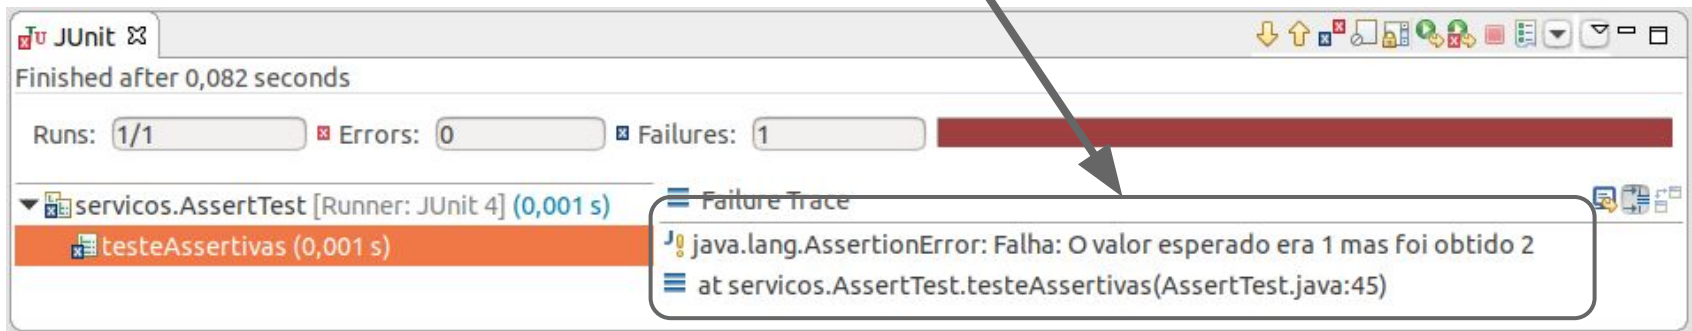 JUnit
Finished after 0,082 seconds
Runs: 1/1 Errors: 0 Failures: 1
servicos.AssertTest [Runner: JUnit 4] (0,001 s)
testeAssertivas (0,001 s)
Failure Trace
java.lang.AssertionError: Falha: O valor esperado era 1 mas foi obtido 2
at servicos.AssertTest.testeAssertivas(AssertTest.java:45)